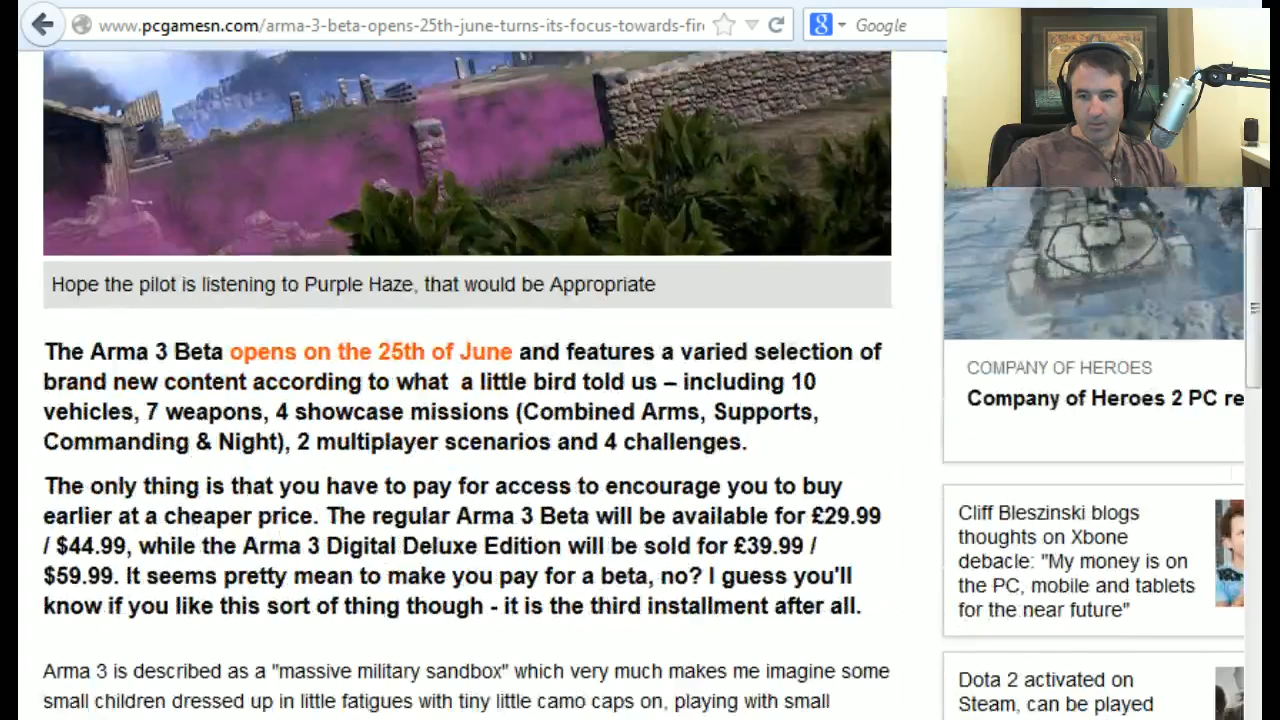 www.pcgamesn.com/arma-3-beta-opens-25th-june-turns-its-focus-towards-fir
Google
Hope the pilot is listening to Purple Haze, that would be Appropriate
The Arma 3 Beta opens on the 25th of June and features a varied selection of
brand new content according to what a little bird told us – including 10
vehicles, 7 weapons, 4 showcase missions (Combined Arms, Supports,
Commanding & Night), 2 multiplayer scenarios and 4 challenges.
The only thing is that you have to pay for access to encourage you to buy
earlier at a cheaper price. The regular Arma 3 Beta will be available for £29.99
/ $44.99, while the Arma 3 Digital Deluxe Edition will be sold for £39.99 /
$59.99. It seems pretty mean to make you pay for a beta, no? I guess you'll
know if you like this sort of thing though - it is the third installment after all.
Arma 3 is described as a "massive military sandbox" which very much makes me imagine some
small children dressed up in little fatigues with tiny little camo caps on, playing with small
COMPANY OF HEROES
Company of Heroes 2 PC re
Cliff Bleszinski blogs
thoughts on Xbone
debacle: "My money is on
the PC, mobile and tablets
for the near future"
Dota 2 activated on
Steam, can be played